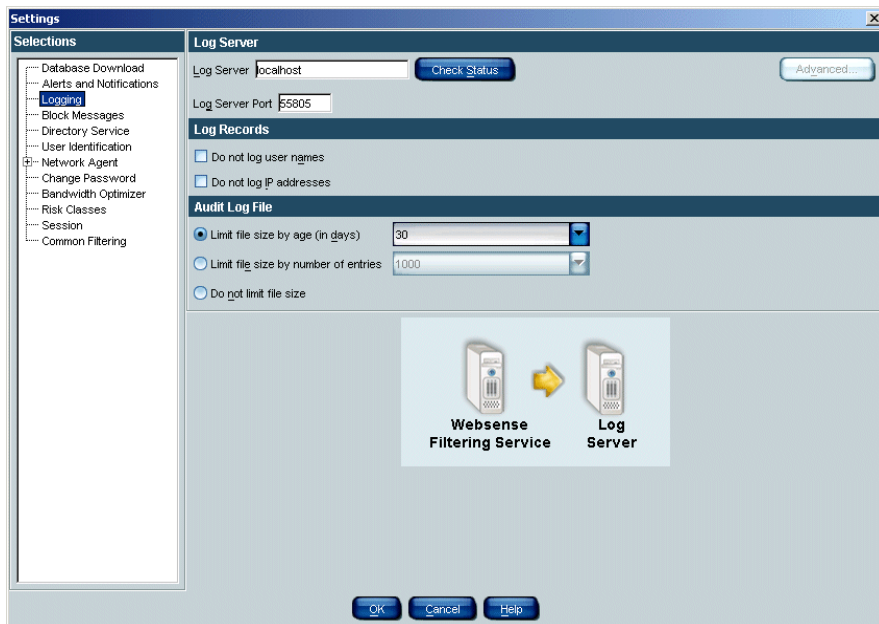 Settings
Selections
Database Download
Alerts and Notifications
Logging
Block Messages
Directory Service
User Identification
Network Agent
Change Password
Bandwidth Optimizer
Risk Classes
Session
Common Filtering
Log Server
Log Server localhost Check Status Advanced...
Log Server Port 55805
Log Records
Do not log user names
Do not log IP addresses
Audit Log File
Limit file size by age (in days) 30
Limit file size by number of entries 1000
Do not limit file size
Websense Filtering Service
Log Server
OK Cancel Help